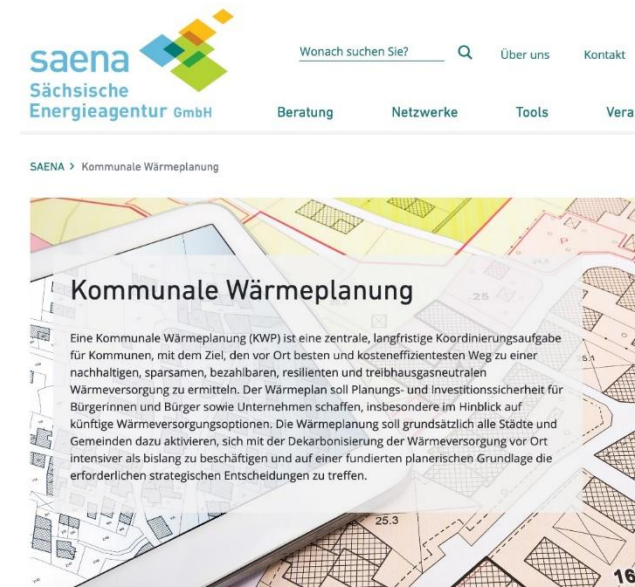 saena
Sächsische
Energieagentur GmbH
Wonach suchen Sie?
Über uns
Kontakt
Beratung
Netzwerke
Tools
Vera
SAENA > Kommunale Wärmeplanung
Kommunale Wärmeplanung
Eine Kommunale Wärmeplanung (KWP) ist eine zentrale, langfristige Koordinierungsaufgabe
für Kommunen, mit dem Ziel, den vor Ort besten und kosteneffizientesten Weg zu einer
nachhaltigen, sparsamen, bezahlbaren, resilienten und treibhausgasneutralen
Wärmeversorgung zu ermitteln. Der Wärmeplan soll Planungs- und Investitionssicherheit für
Bürgerinnen und Bürger sowie Unternehmen schaffen, insbesondere im Hinblick auf
künftige Wärmeversorgungsoptionen. Die Wärmeplanung soll grundsätzlich alle Städte und
Gemeinden dazu aktivieren, sich mit der Dekarbonisierung der Wärmeversorgung vor Ort
intensiver als bislang zu beschäftigen und auf einer fundierten planerischen Grundlage die
erforderlichen strategischen Entscheidungen zu treffen.
25
P
25.3
16